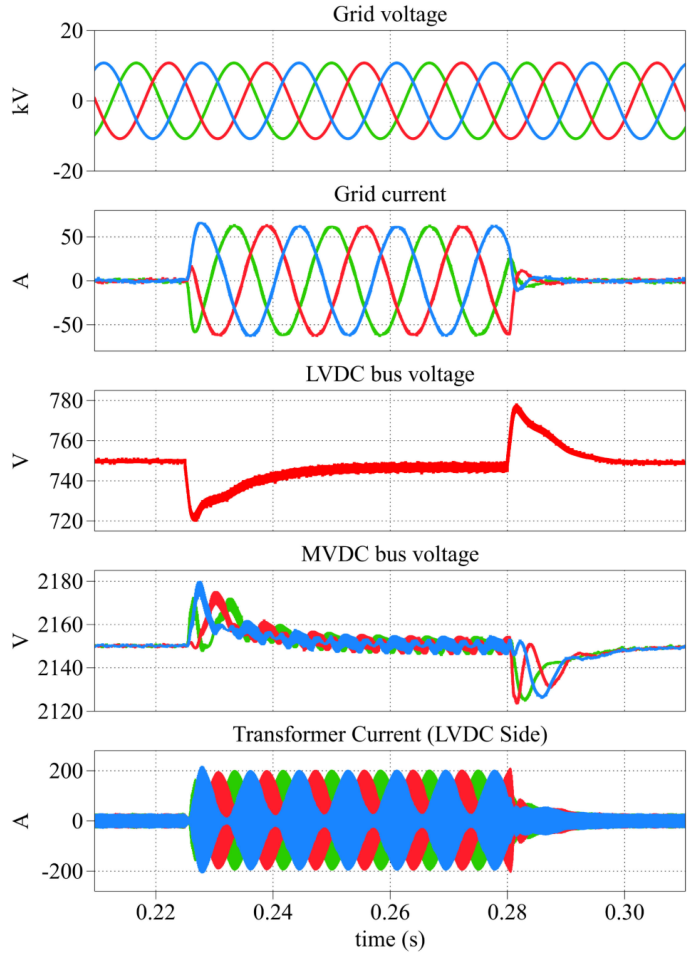 Grid voltage
20
0
-20
kV
Grid current
50
0
-50
A
LVDC bus voltage
780
760
740
720
V
MVDC bus voltage
2180
2160
2140
2120
V
Transformer Current (LVDC Side)
200
0
-200
A
0.22 0.24 0.26 0.28 0.30
time (s)